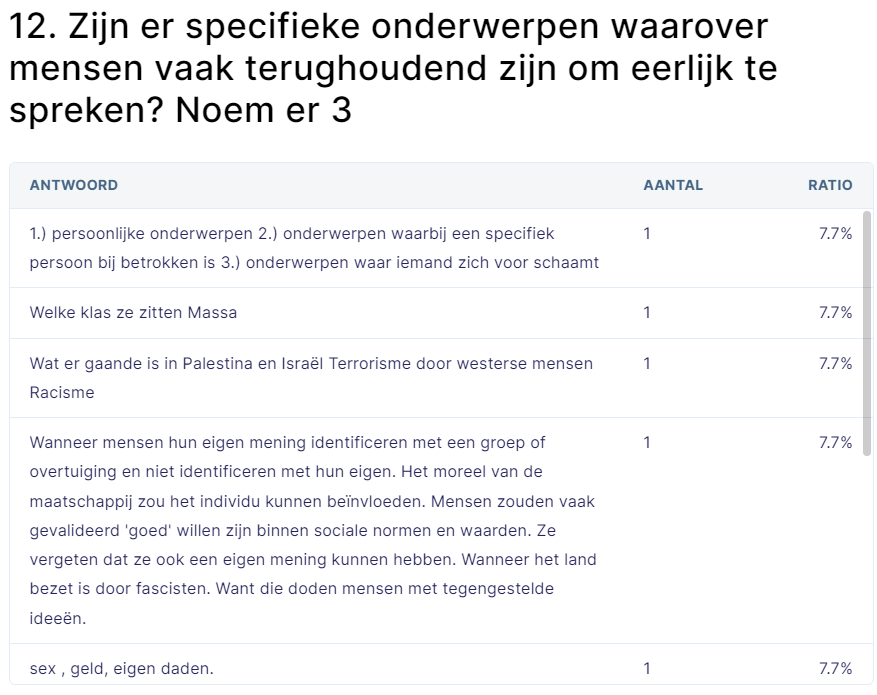 12. Zijn er specifieke onderwerpen waarover
mensen vaak terughoudend zijn om eerlijk te
spreken? Noem er 3
ANTWOORD AANTAL RATIO
1.) persoonlijke onderwerpen 2.) onderwerpen waarbij een specifiek 1 7.7%
persoon bij betrokken is 3.) onderwerpen waar iemand zich voor schaamt
Welke klas ze zitten Massa 1 7.7%
Wat er gaande is in Palestina en Israël Terrorisme door westerse mensen 1 7.7%
Racisme
Wanneer mensen hun eigen mening identificeren met een groep of 1 7.7%
overtuiging en niet identificeren met hun eigen. Het moreel van de
maatschappij zou het individu kunnen beïnvloeden. Mensen zouden vaak
gevalideerd 'goed' willen zijn binnen sociale normen en waarden. Ze
vergeten dat ze ook een eigen mening kunnen hebben. Wanneer het land
bezet is door fascisten. Want die doden mensen met tegengestelde
ideeën.
sex , geld, eigen daden. 1 7.7%